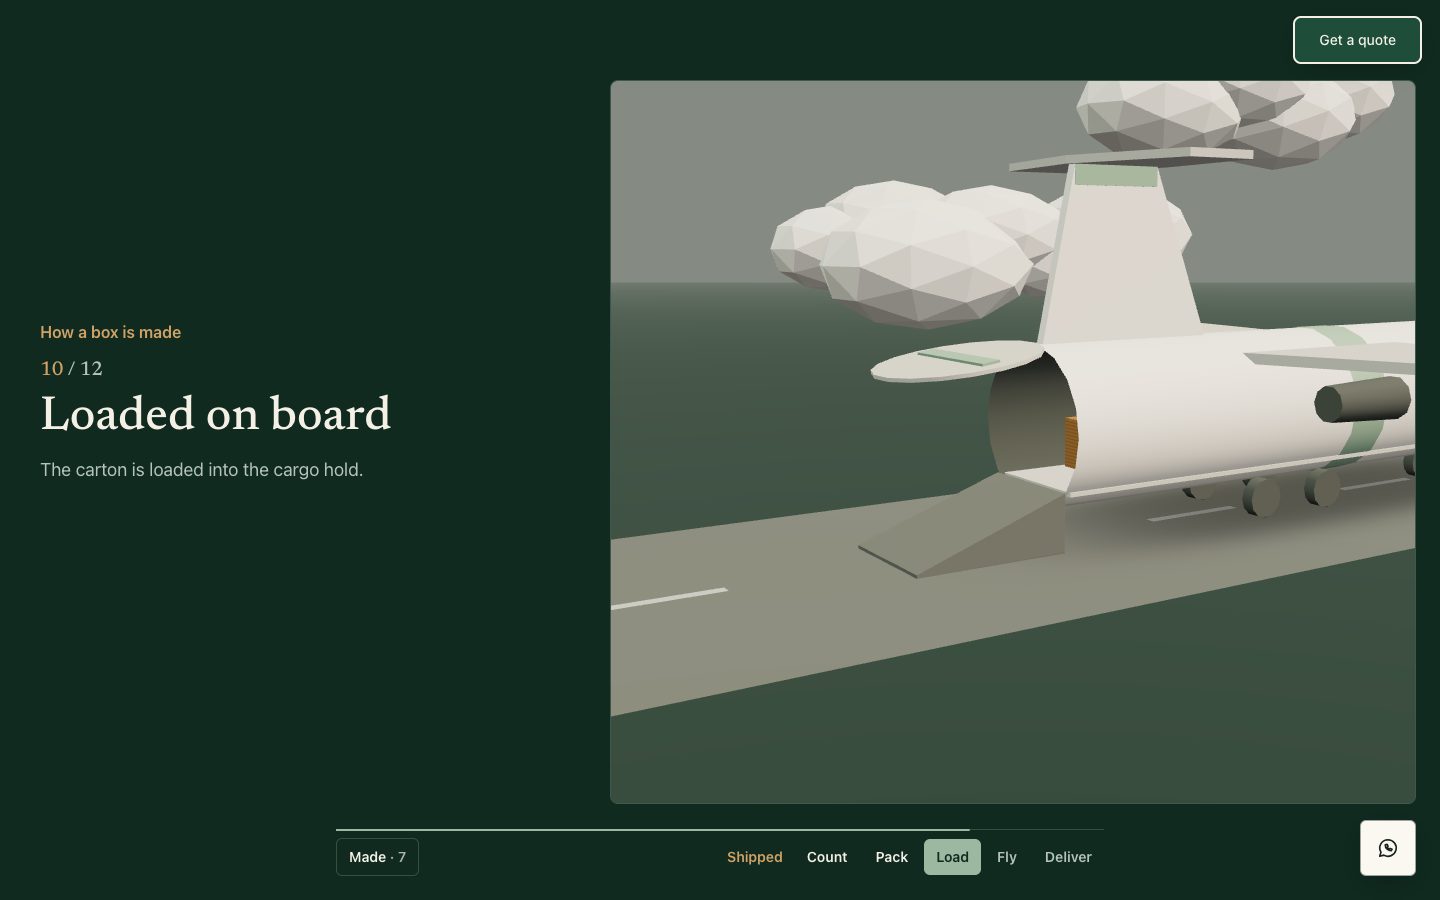 Get a quote
How a box is made
10 / 12
Loaded on board
The carton is loaded into the cargo hold.
Made · 7
Shipped Count Pack Load Fly Deliver